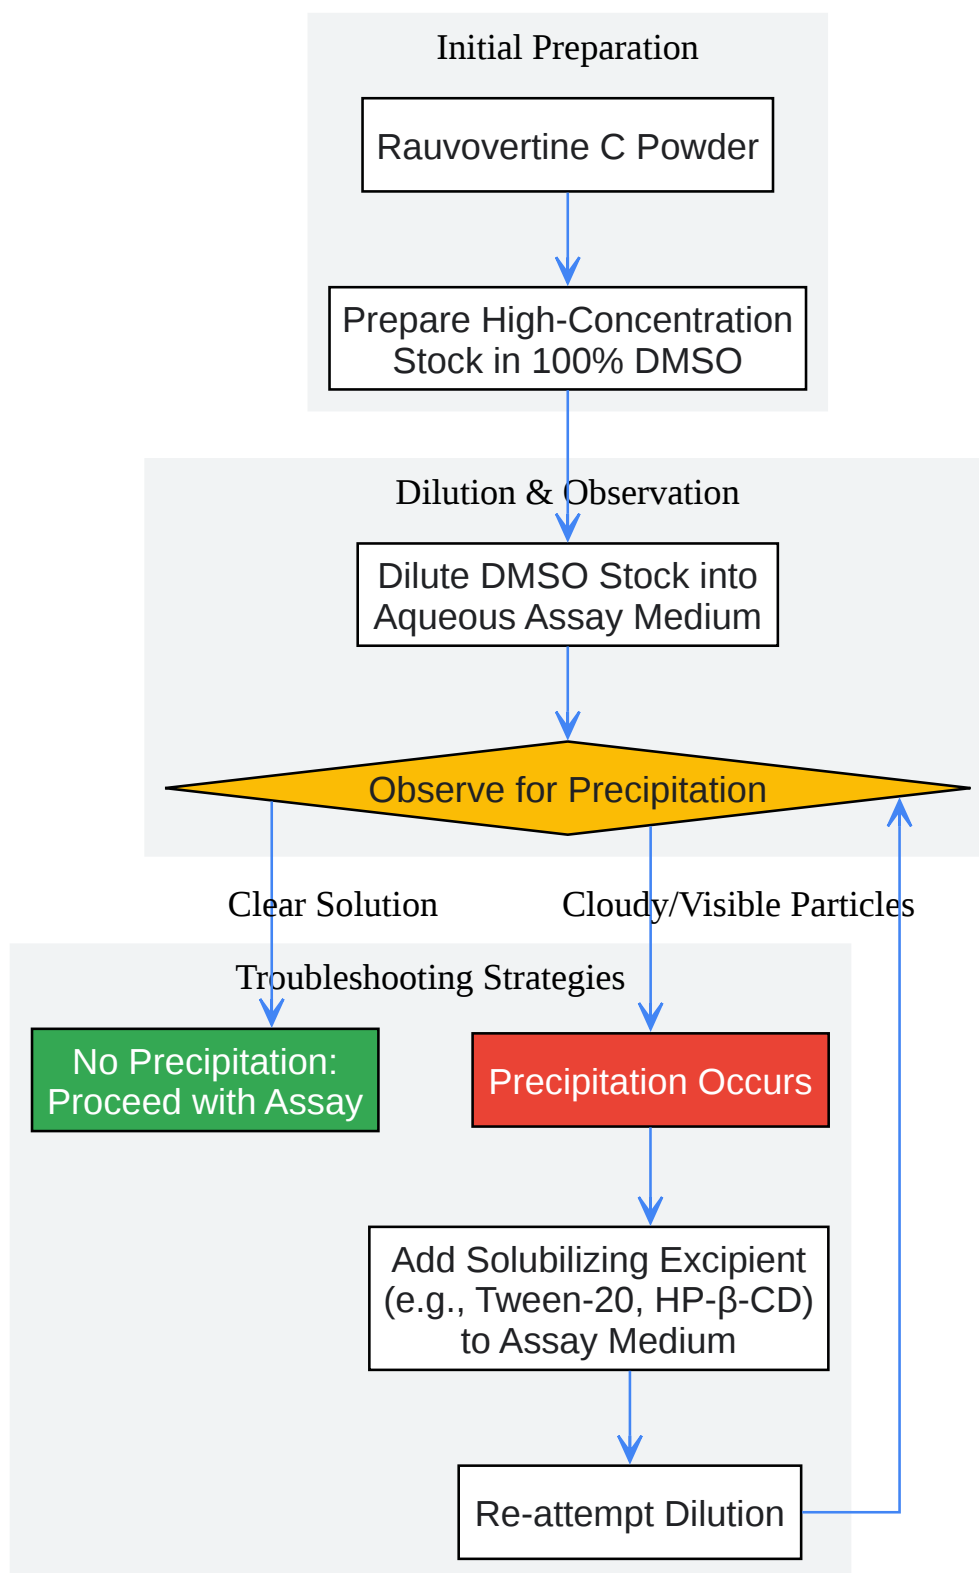 Initial Preparation
Rauvovertine C Powder
Prepare High-Concentration
Stock in 100% DMSO
Dilution & Observation
Dilute DMSO Stock into
Aqueous Assay Medium
Observe for Precipitation
Clear Solution
Cloudy/Visible Particles
Troubleshooting Strategies
No Precipitation:
Proceed with Assay
Precipitation Occurs
Add Solubilizing Excipient
(e.g., Tween-20, HP-β-CD)
to Assay Medium
Re-attempt Dilution